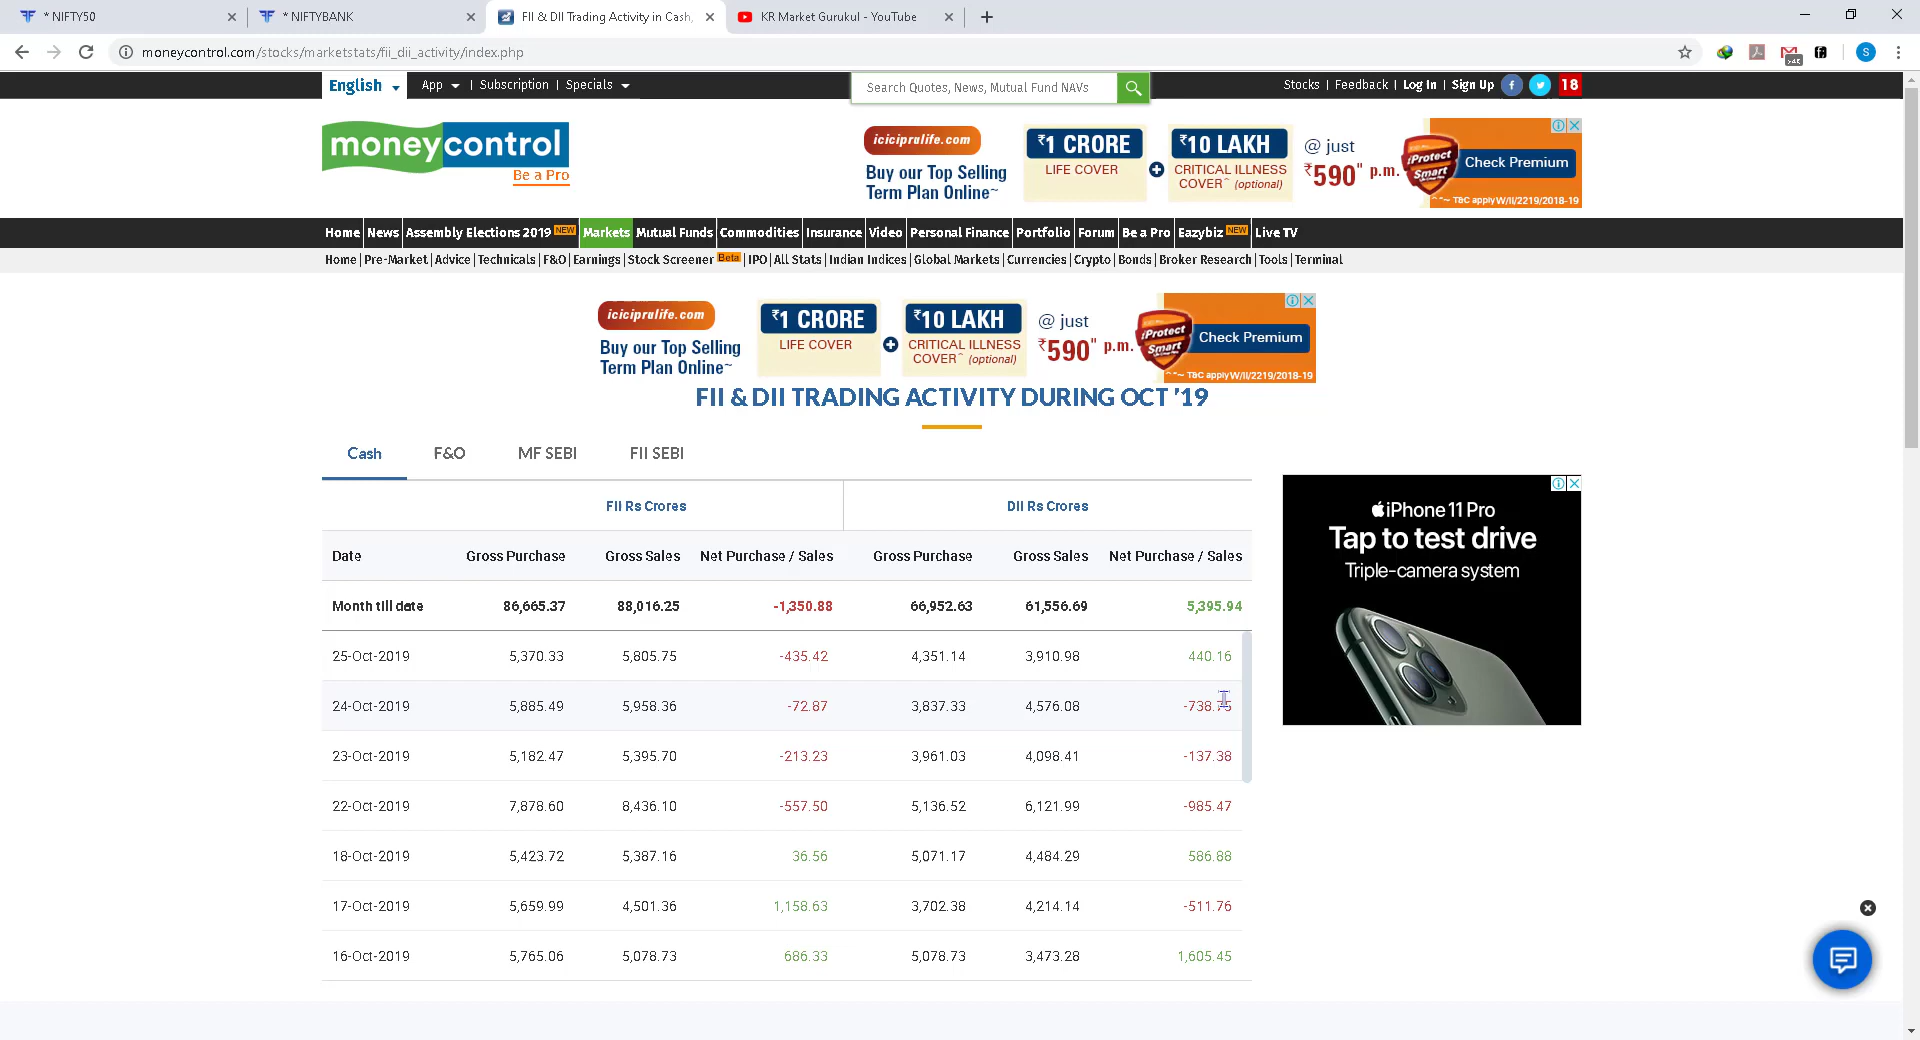 * NIFTY50
* NIFTYBANK
FII & DII Trading Activity in Cash,
KR Market Gurukul - YouTube
moneycontrol.com/stocks/marketstats/fii_dii_activity/index.php
S
English App | Subscription | Specials
Search Quotes, News, Mutual Fund NAVs
Stocks | Feedback | Log In | Sign Up
18
moneycontrol
Be a Pro
iciciprulife.com
Buy our Top Selling
Term Plan Online~
₹1 CRORE
LIFE COVER
₹10 LAKH
CRITICAL ILLNESS
COVER^ (optional)
@ just
₹590" p.m.
iProtect
Smart
Check Premium
T&C apply W/II/2219/2018-19
Home | News | Assembly Elections 2019 NEW | Markets | Mutual Funds | Commodities | Insurance | Video | Personal Finance | Portfolio | Forum | Be a Pro | Eazybiz NEW | Live TV
Home | Pre-Market | Advice | Technicals | F&O | Earnings | Stock Screener Beta | IPO | All Stats | Indian Indices | Global Markets | Currencies | Crypto | Bonds | Broker Research | Tools | Terminal
iciciprulife.com
Buy our Top Selling
Term Plan Online~
₹1 CRORE
LIFE COVER
₹10 LAKH
CRITICAL ILLNESS
COVER^ (optional)
@ just
₹590" p.m.
iProtect
Smart
Check Premium
T&C apply W/II/2219/2018-19
FII & DII TRADING ACTIVITY DURING OCT '19
Cash F&O MF SEBI FII SEBI
FII Rs Crores DII Rs Crores
Date Gross Purchase Gross Sales Net Purchase / Sales Gross Purchase Gross Sales Net Purchase / Sales
Month till date 86,665.37 88,016.25 -1,350.88 66,952.63 61,556.69 5,395.94
25-Oct-2019 5,370.33 5,805.75 -435.42 4,351.14 3,910.98 440.16
24-Oct-2019 5,885.49 5,958.36 -72.87 3,837.33 4,576.08 -738.75
23-Oct-2019 5,182.47 5,395.70 -213.23 3,961.03 4,098.41 -137.38
22-Oct-2019 7,878.60 8,436.10 -557.50 5,136.52 6,121.99 -985.47
18-Oct-2019 5,423.72 5,387.16 36.56 5,071.17 4,484.29 586.88
17-Oct-2019 5,659.99 4,501.36 1,158.63 3,702.38 4,214.14 -511.76
16-Oct-2019 5,765.06 5,078.73 686.33 5,078.73 3,473.28 1,605.45
iPhone 11 Pro
Tap to test drive
Triple-camera system